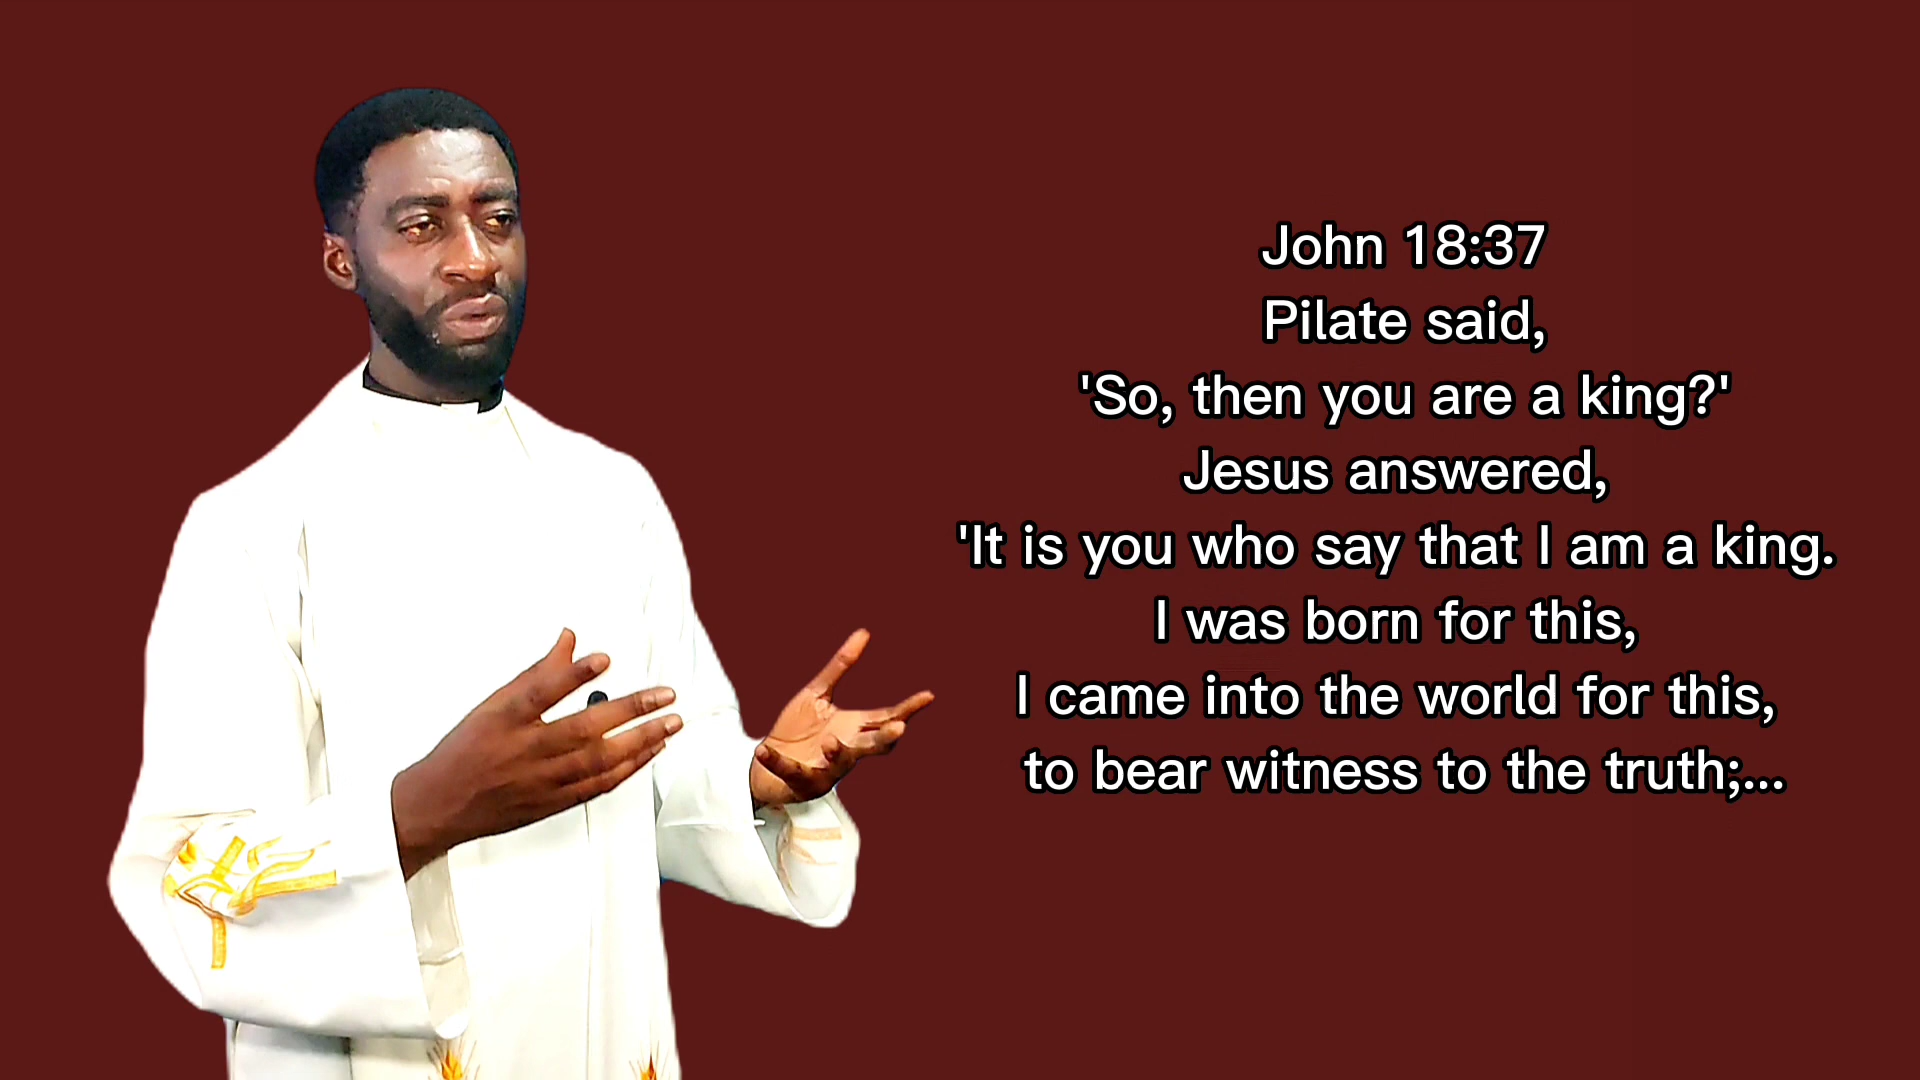 John 18:37
Pilate said,
'So, then you are a king?'
Jesus answered,
'It is you who say that I am a king.
I was born for this,
I came into the world for this,
to bear witness to the truth;...